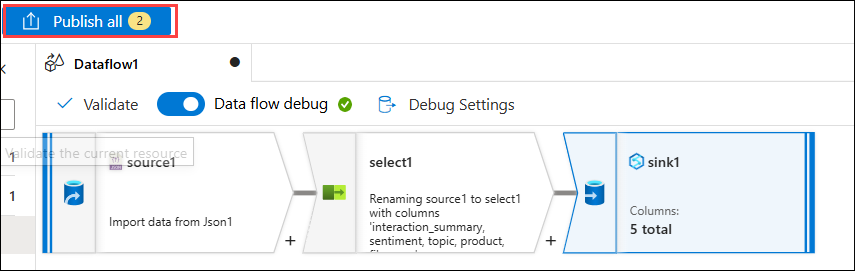 Publish all 2
Dataflow1
Validate
Data flow debug
Debug Settings
Validate the current resource
1
1
source1
Import data from Json1
+
select1
Renaming source1 to select1
with columns
'interaction_summary,
sentiment, topic, product,
+
sink1
Columns:
5 total